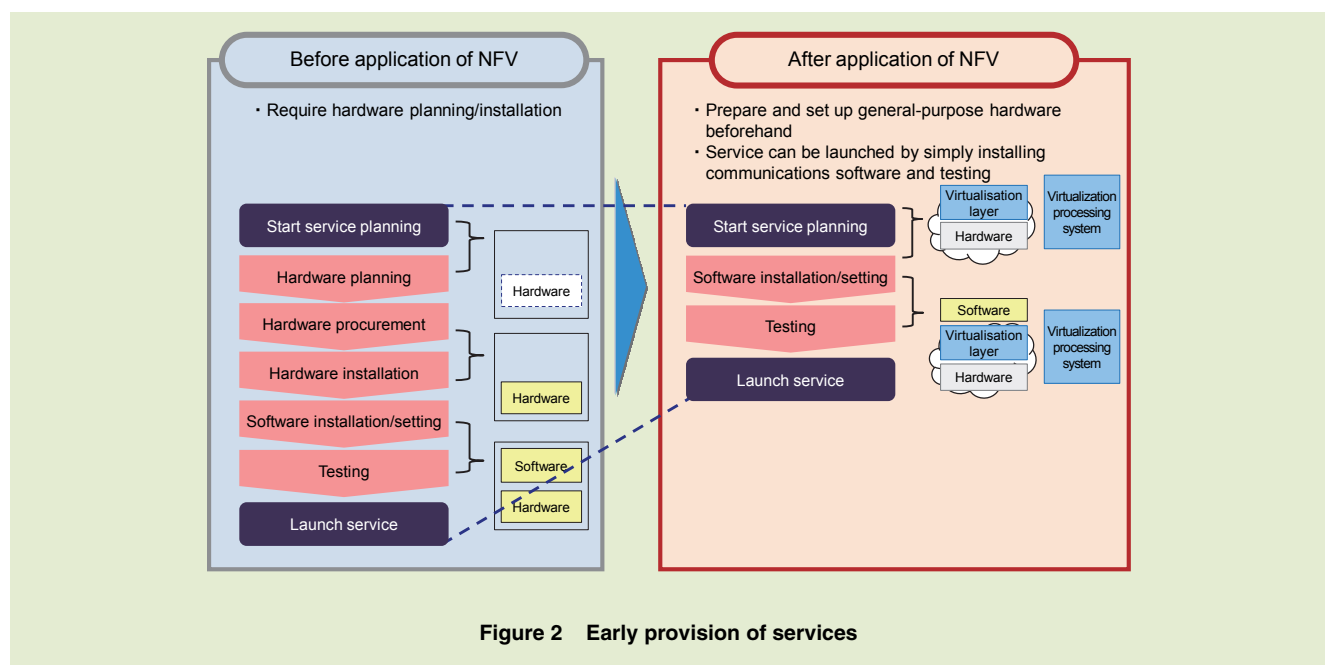 Before application of NFV
・Require hardware planning/installation
Start service planning
Hardware planning
Hardware procurement
Hardware installation
Software installation/setting
Testing
Launch service
Hardware
Hardware
Software
Hardware
After application of NFV
・Prepare and set up general-purpose hardware
beforehand
・Service can be launched by simply installing
communications software and testing
Start service planning
Software installation/setting
Testing
Launch service
Virtualisation
layer
Hardware
Virtualization
processing
system
Software
Virtualisation
layer
Hardware
Virtualization
processing
system
Figure 2 Early provision of services